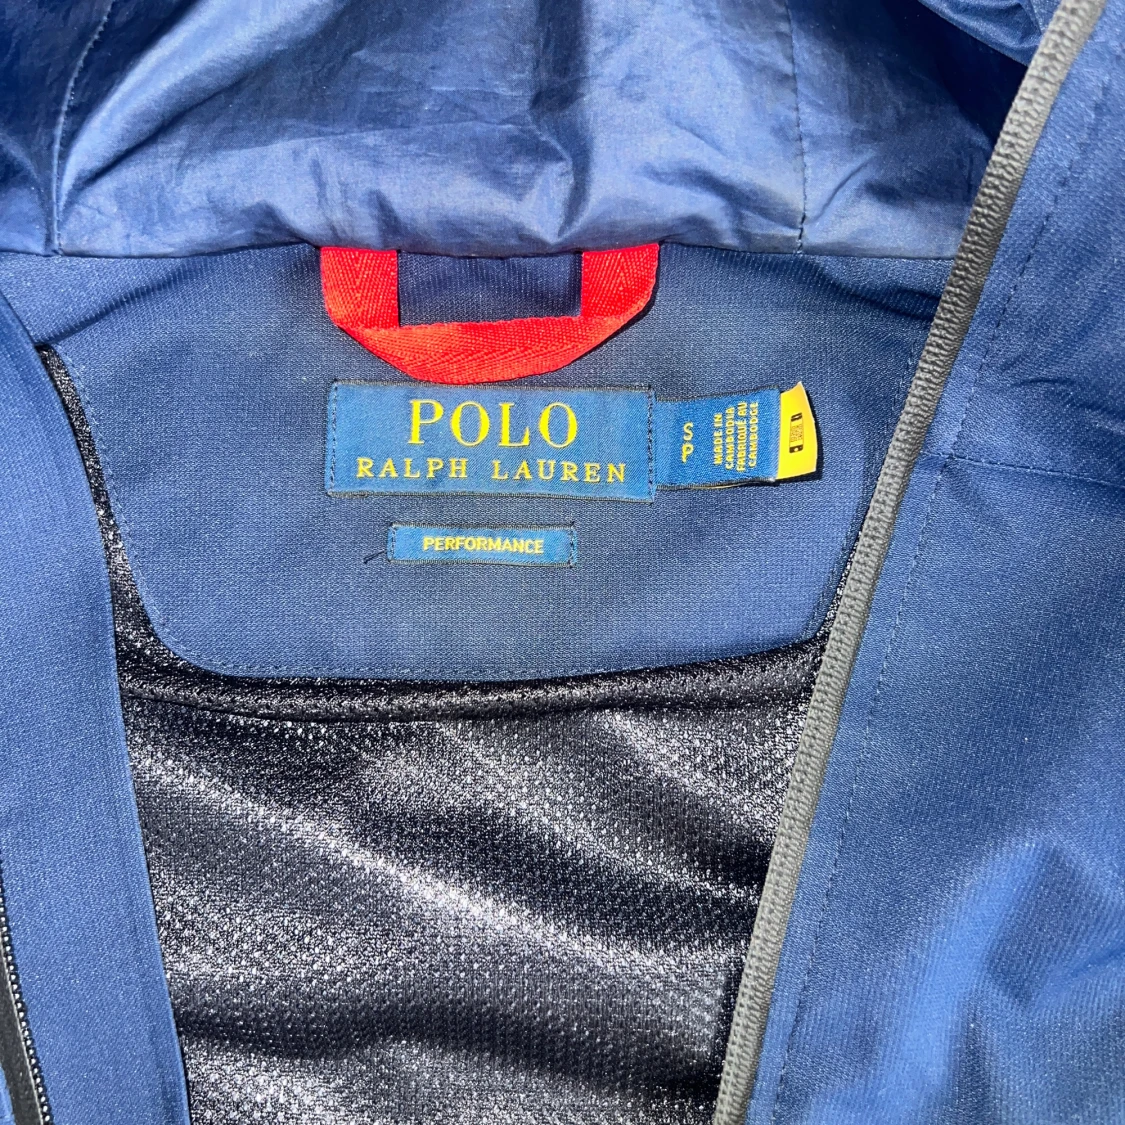 POLO
RALPH LAUREN
S
P
MADE IN
CAMBODIA
FABRIQUÉ AU
CAMBODGE
PERFORMANCE